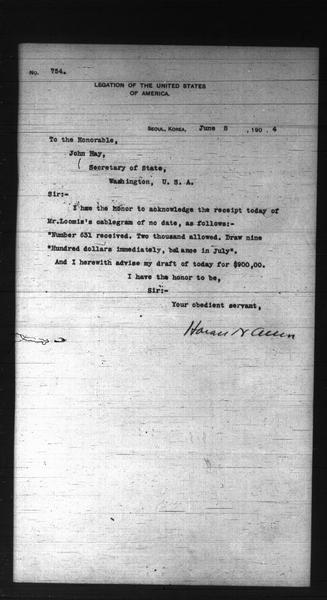 No. 754.
LEGATION OF THE UNITED STATES
OF AMERICA.
SEOUL, KOREA, June 8 , 190 4
To the Honorable,
John Hay,
Secretary of State,
Washington, U. S. A.
Sir:-
I have the honor to acknowledge the receipt today of
Mr.Loomis's cablegram of no date, as follows:-
"Number 631 received. Two thousand allowed. Draw nine
"Hundred dollars immediately, balance in July".
And I herewith advise my draft of today for $900,00.
I have the honor to be,
Sir:-
Your obedient servant,
Horace N Allen